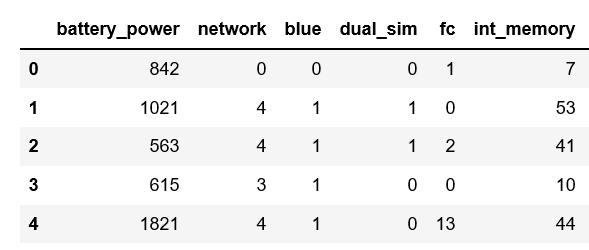 battery_power network blue dual_sim fc int_memory
0 842 0 0 0 1 7
1 1021 4 1 1 0 53
2 563 4 1 1 2 41
3 615 3 1 0 0 10
4 1821 4 1 0 13 44